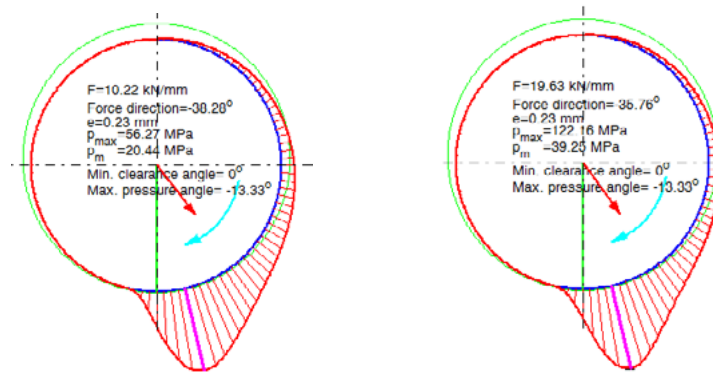 F=10.22 kN/mm
Force direction=-38.28°
e=0.23 mm
pmax=56.27 MPa
pm=20.44 MPa
Min. clearance angle= 0°
Max. pressure angle= -13.33°
F=19.63 kN/mm
Force direction=-35.76°
e=0.23 mm
pmax=122.16 MPa
pm=39.25 MPa
Min. clearance angle= 0°
Max. pressure angle= -13.33°